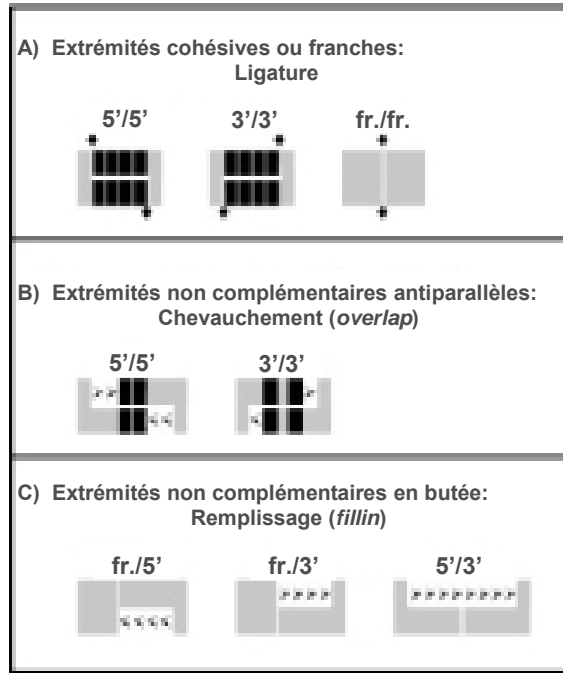 A) Extrémités cohésives ou franches:
Ligature
5’/5’ 3’/3’ fr./fr.
B) Extrémités non complémentaires antiparallèles:
Chevauchement (overlap)
5’/5’ 3’/3’
C) Extrémités non complémentaires en butée:
Remplissage (fillin)
fr./5’ fr./3’ 5’/3’